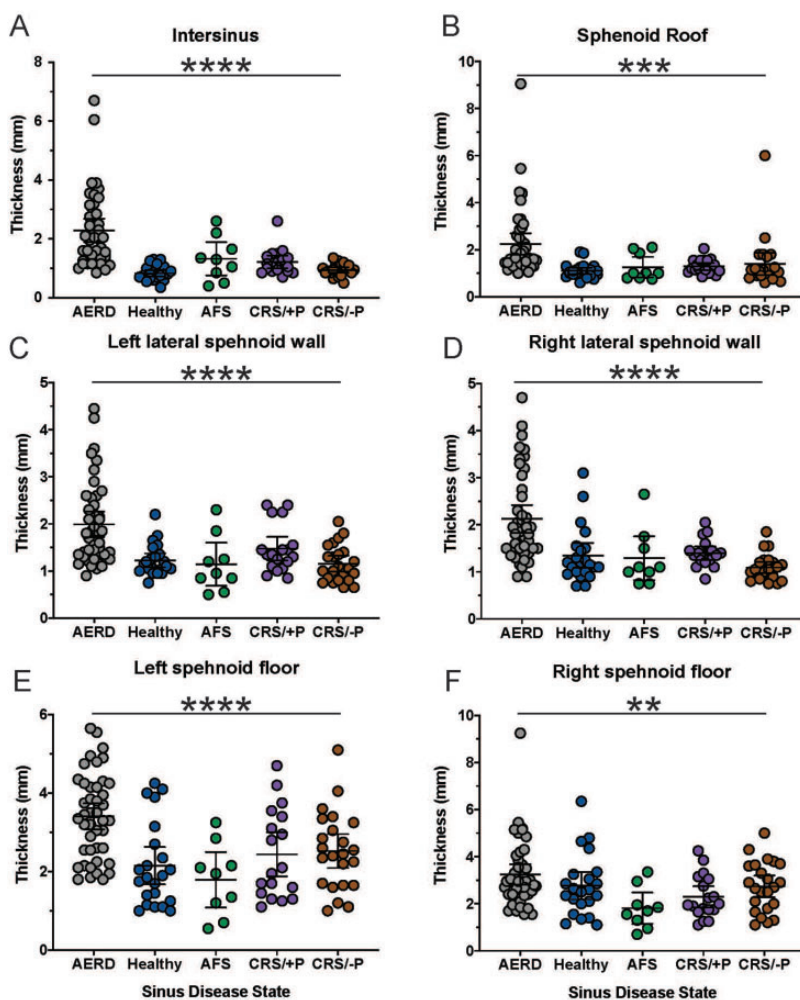 A
Intersinus
****
8
6
4
2
0
Thickness (mm)
AERD Healthy AFS CRS/+P CRS/-P
B
Sphenoid Roof
***
10
8
6
4
2
0
Thickness (mm)
AERD Healthy AFS CRS/+P CRS/-P
C
Left lateral spehnoid wall
****
5
4
3
2
1
0
Thickness (mm)
AERD Healthy AFS CRS/+P CRS/-P
D
Right lateral spehnoid wall
****
5
4
3
2
1
0
Thickness (mm)
AERD Healthy AFS CRS/+P CRS/-P
E
Left spehnoid floor
****
6
4
2
0
Thickness (mm)
AERD Healthy AFS CRS/+P CRS/-P
Sinus Disease State
F
Right spehnoid floor
**
10
8
6
4
2
0
Thickness (mm)
AERD Healthy AFS CRS/+P CRS/-P
Sinus Disease State